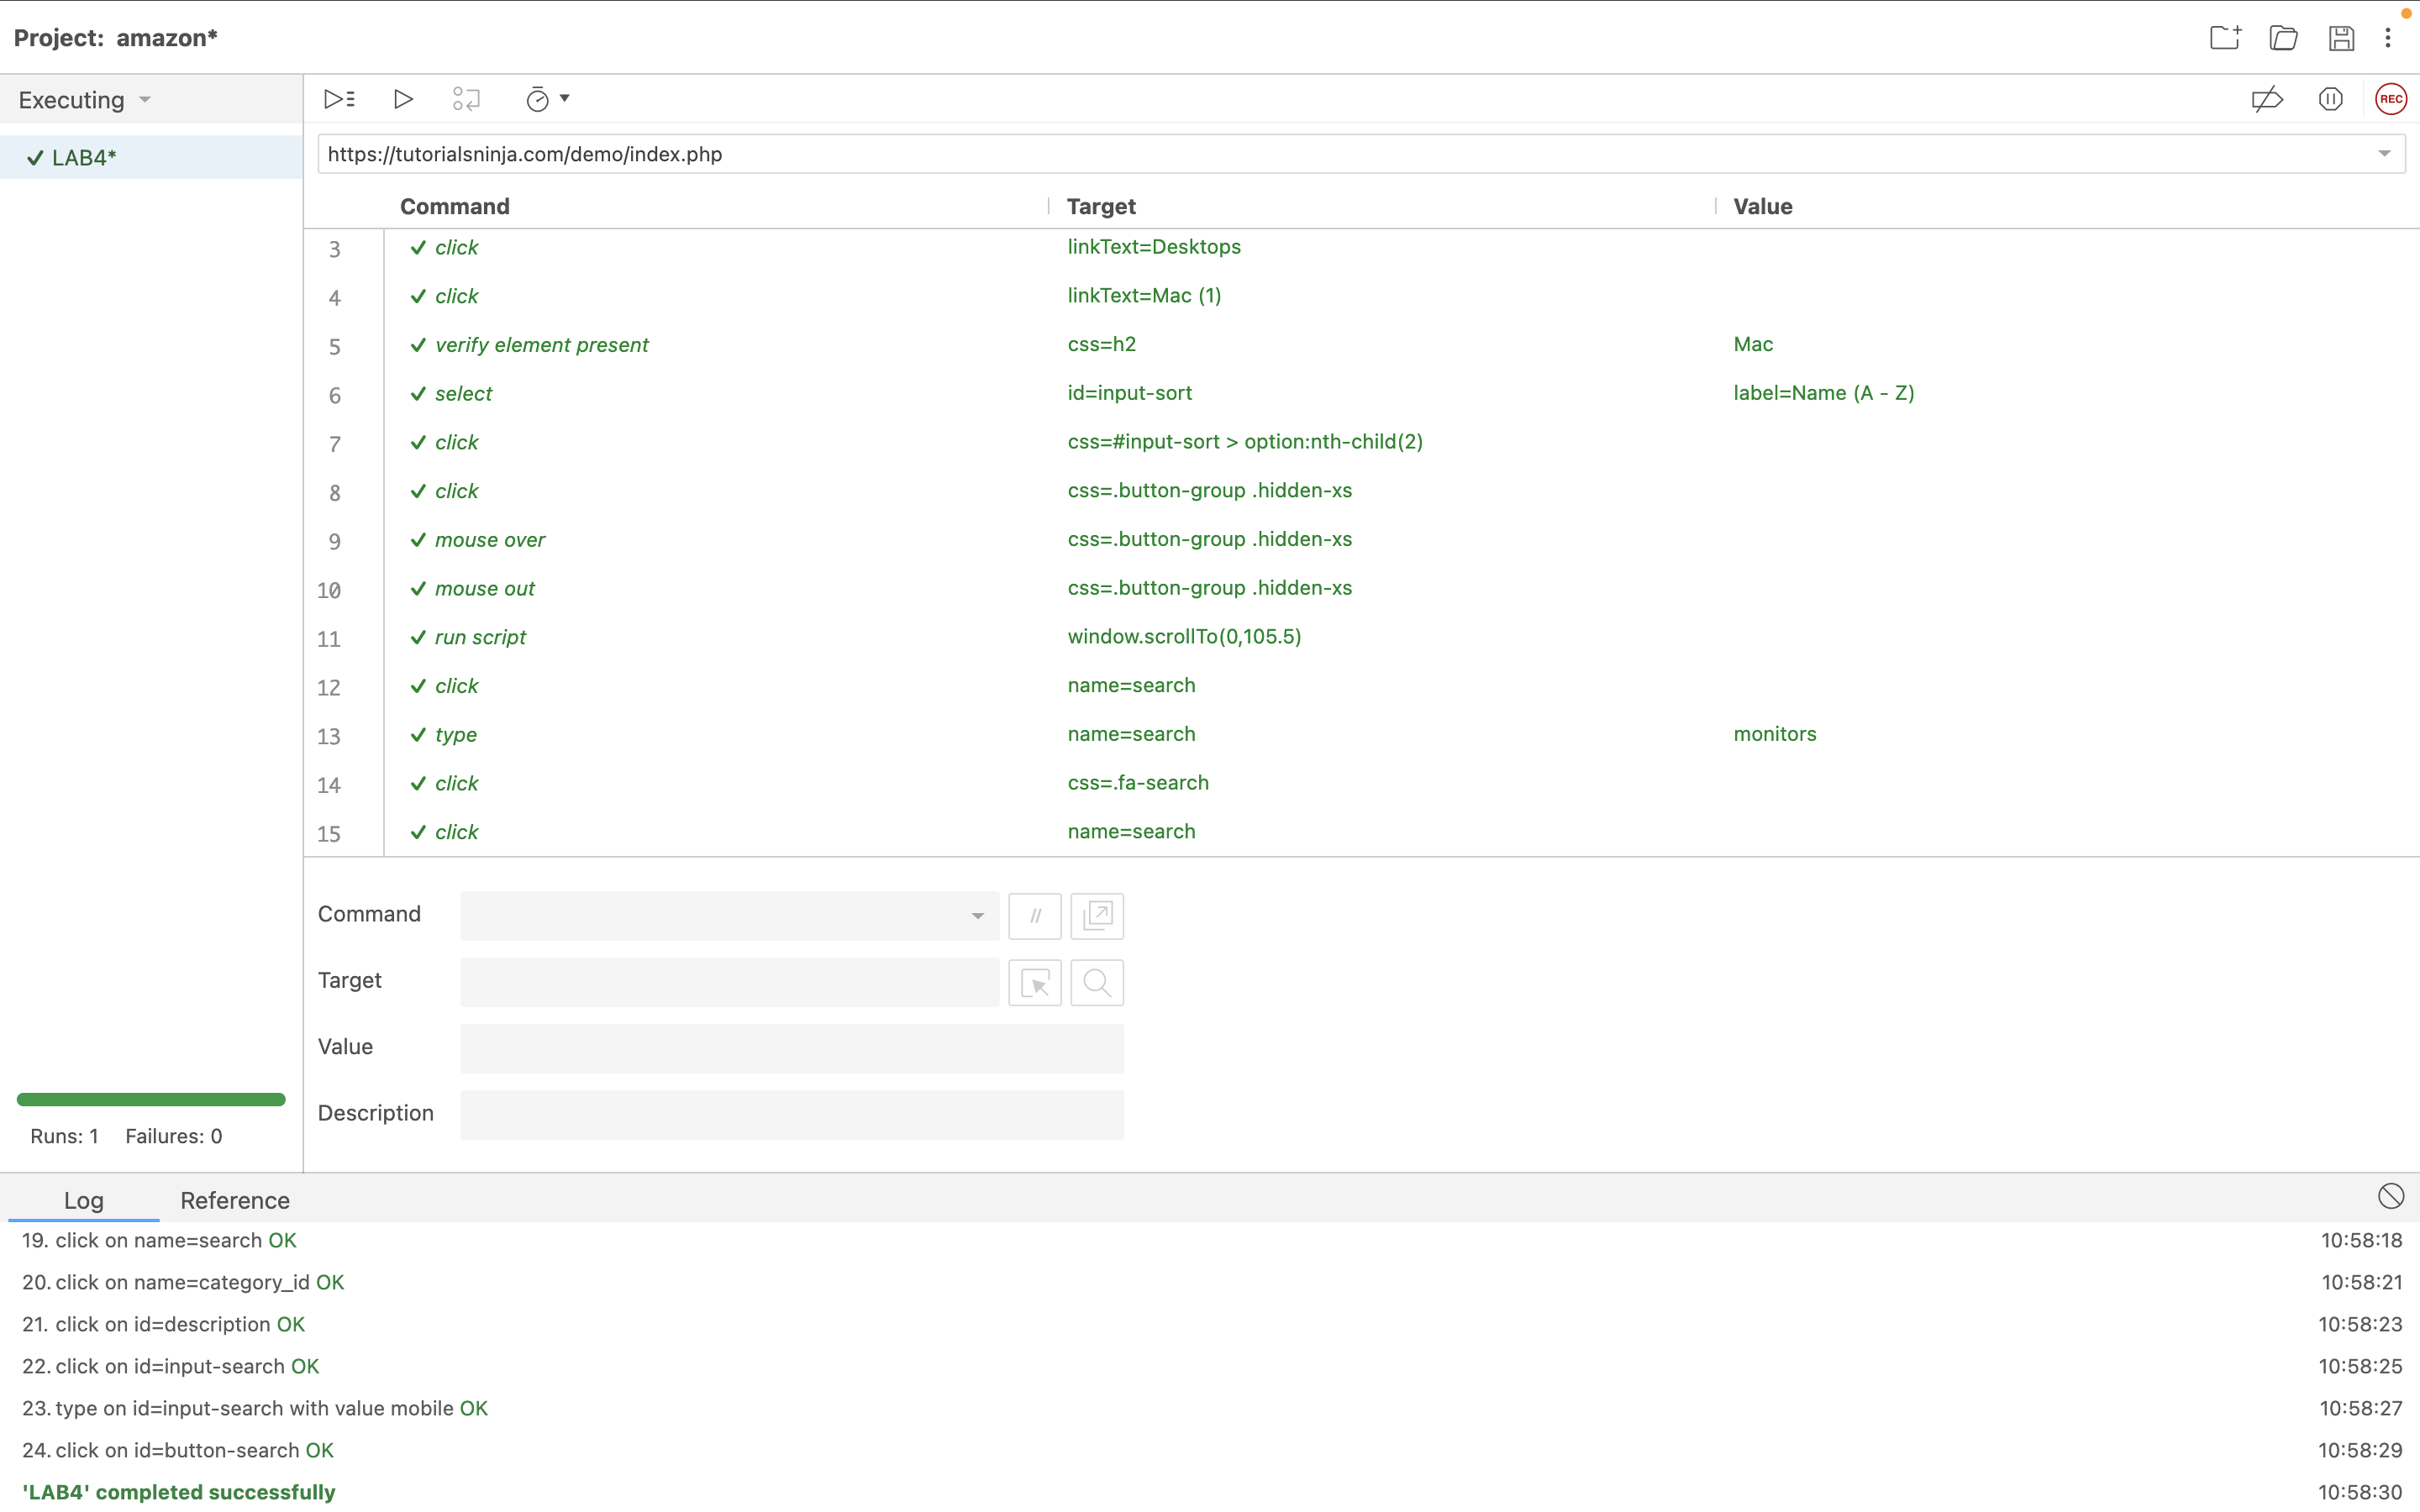 Project: amazon*
Executing
REC
LAB4*
https://tutorialsninja.com/demo/index.php
Command Target Value
3 click linkText=Desktops
4 click linkText=Mac (1)
5 verify element present css=h2 Mac
6 select id=input-sort label=Name (A - Z)
7 click css=#input-sort > option:nth-child(2)
8 click css=.button-group .hidden-xs
9 mouse over css=.button-group .hidden-xs
10 mouse out css=.button-group .hidden-xs
11 run script window.scrollTo(0,105.5)
12 click name=search
13 type name=search monitors
14 click css=.fa-search
15 click name=search
Command //
Target
Value
Description
Runs: 1 Failures: 0
Log Reference
19. click on name=search OK 10:58:18
20. click on name=category_id OK 10:58:21
21. click on id=description OK 10:58:23
22. click on id=input-search OK 10:58:25
23. type on id=input-search with value mobile OK 10:58:27
24. click on id=button-search OK 10:58:29
'LAB4' completed successfully 10:58:30